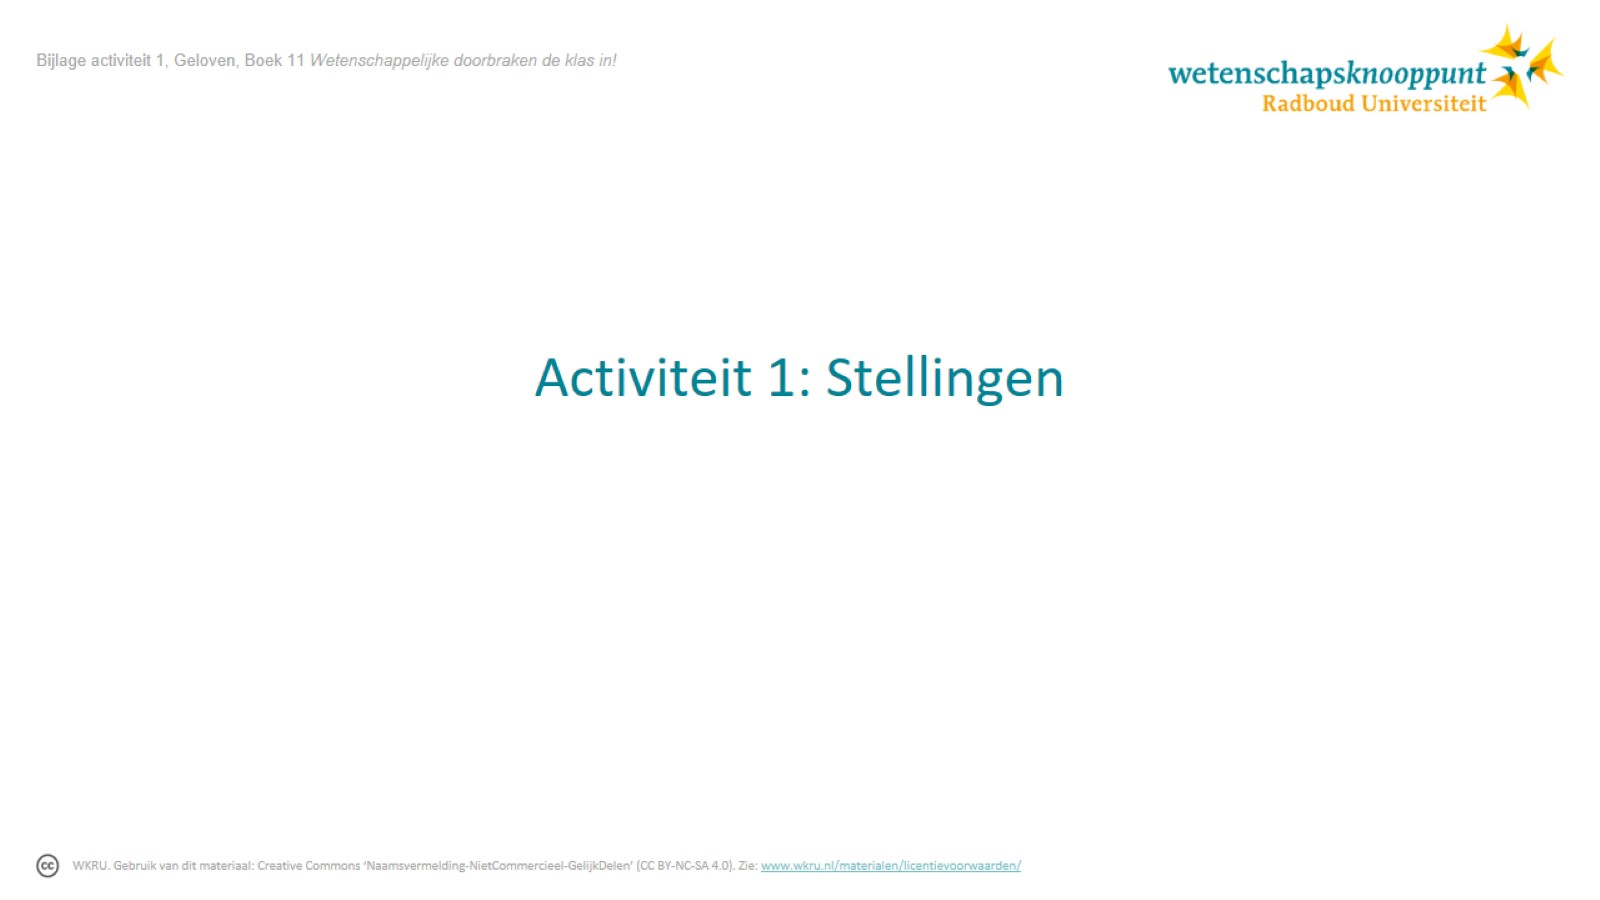 Bijlage activiteit 1, Geloven, Boek 11 Wetenschappelijke doorbraken de klas in!
wetenschapsknooppunt
Radboud Universiteit
Activiteit 1: Stellingen
cc WKRU. Gebruik van dit materiaal: Creative Commons ‘Naamsvermelding-NietCommercieel-GelijkDelen’ (CC BY-NC-SA 4.0). Zie: www.wkru.nl/materialen/licentievoorwaarden/